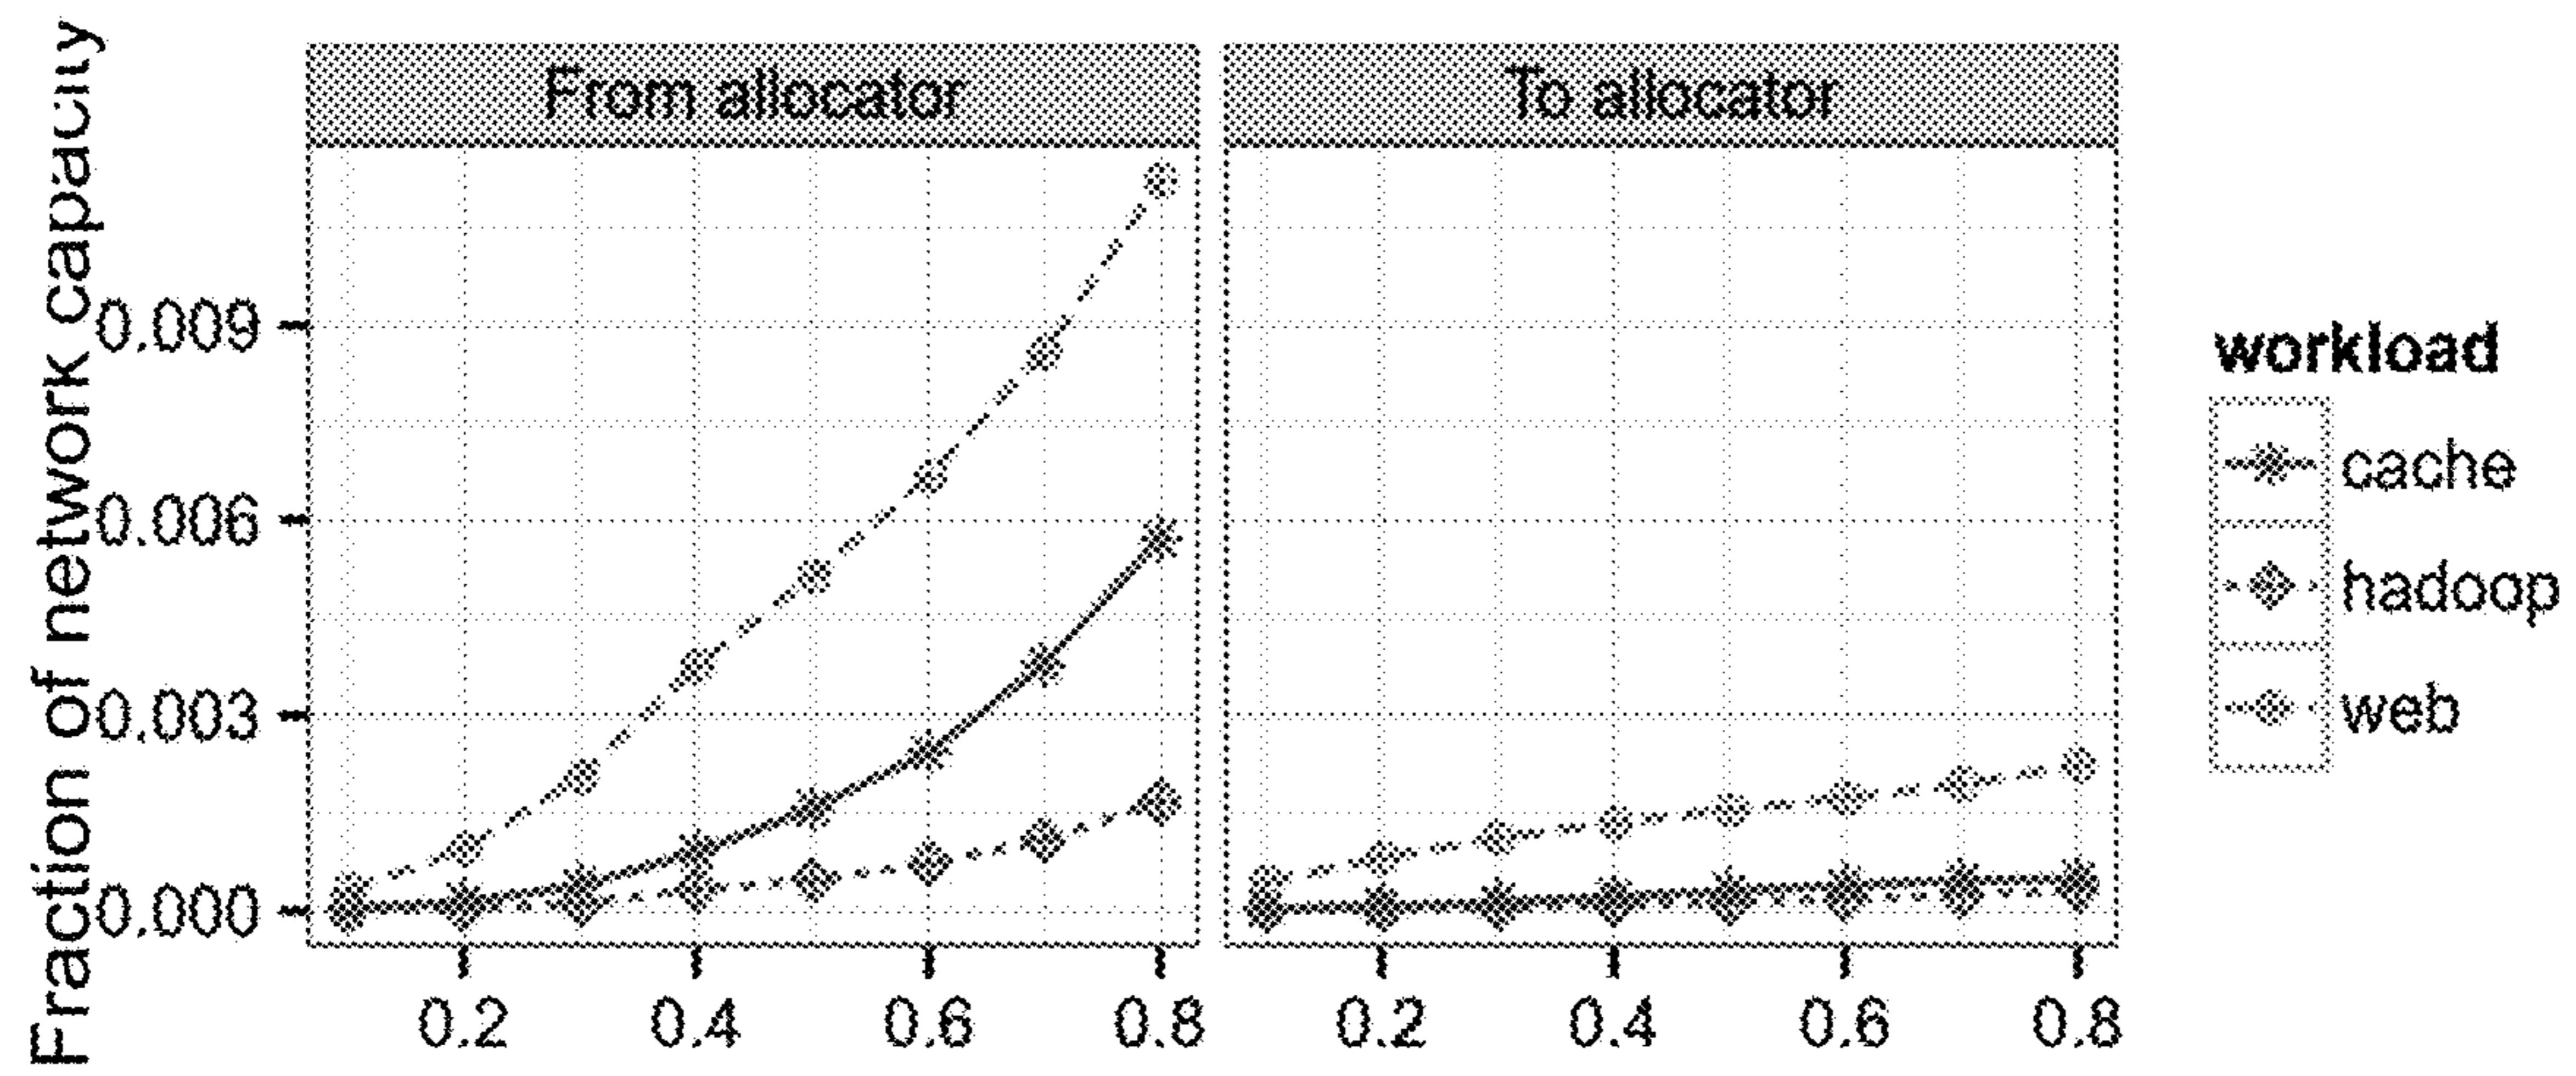 Fraction of network capacity
From allocator
To allocator
0.009
0.006
0.003
0.000
0.2 0.4 0.6 0.8
0.2 0.4 0.6 0.8
workload
cache
hadoop
web